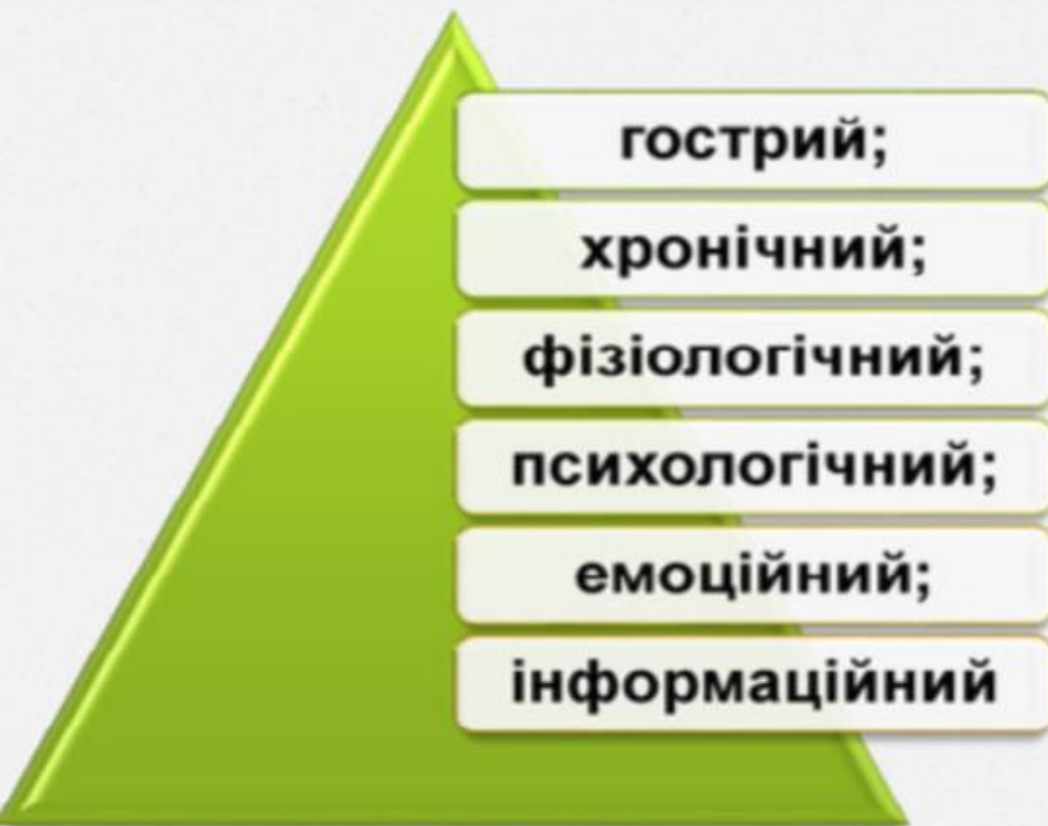 гострий;
хронічний;
фізіологічний;
психологічний;
емоційний;
інформаційний